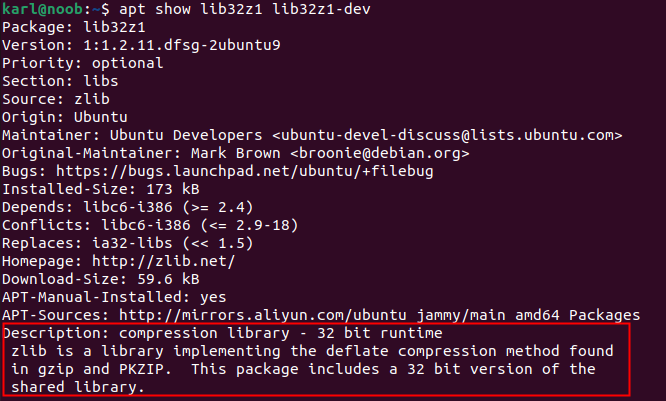 karl@noob:~$ apt show lib32z1 lib32z1-dev
Package: lib32z1
Version: 1:1.2.11.dfsg-2ubuntu9
Priority: optional
Section: libs
Source: zlib
Origin: Ubuntu
Maintainer: Ubuntu Developers <ubuntu-devel-discuss@lists.ubuntu.com>
Original-Maintainer: Mark Brown <broonie@debian.org>
Bugs: https://bugs.launchpad.net/ubuntu/+filebug
Installed-Size: 173 kB
Depends: libc6-i386 (>= 2.4)
Conflicts: libc6-i386 (<= 2.9-18)
Replaces: ia32-libs (<< 1.5)
Homepage: http://zlib.net/
Download-Size: 59.6 kB
APT-Manual-Installed: yes
APT-Sources: http://mirrors.aliyun.com/ubuntu jammy/main amd64 Packages
Description: compression library - 32 bit runtime
 zlib is a library implementing the deflate compression method found
 in gzip and PKZIP.  This package includes a 32 bit version of the
 shared library.